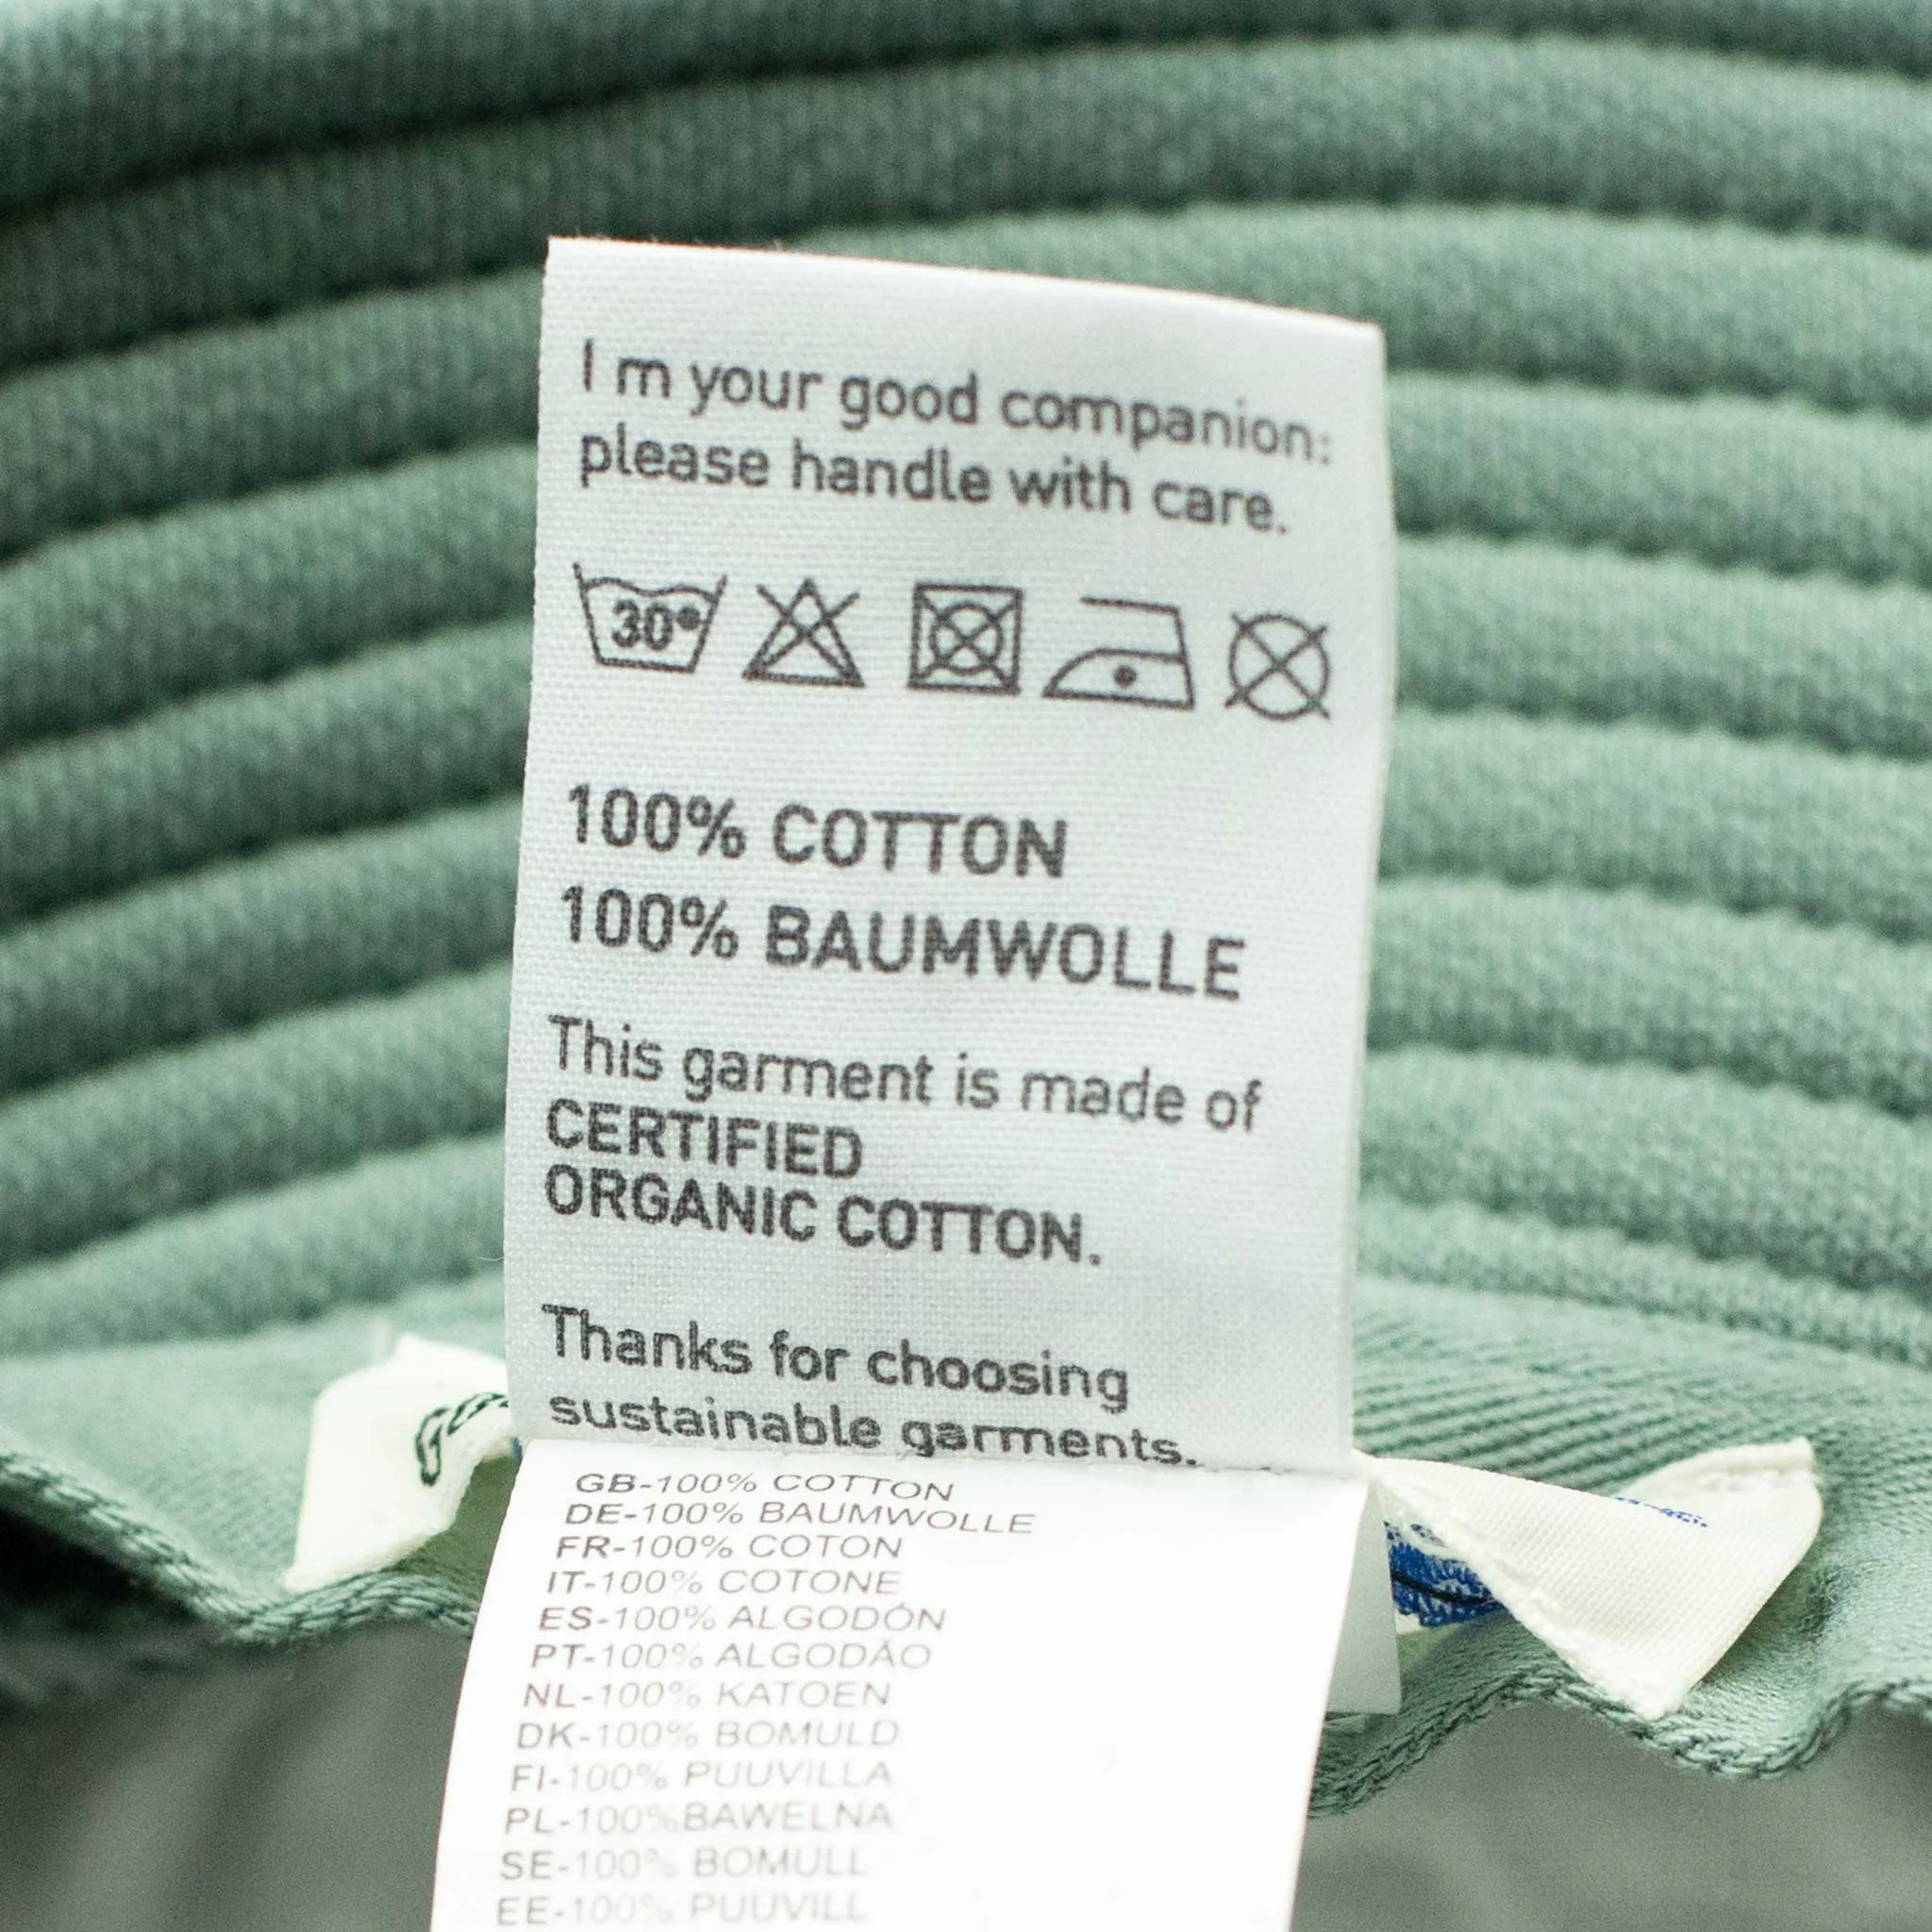 I m your good companion:
please handle with care.
30°
100% COTTON
100% BAUMWOLLE
This garment is made of
CERTIFIED
ORGANIC COTTON.
Thanks for choosing
sustainable garments.
GB-100% COTTON
DE-100% BAUMWOLLE
FR-100% COTON
IT-100% COTONE
ES-100% ALGODÓN
PT-100% ALGODÃO
NL-100% KATOEN
DK-100% BOMULD
FI-100% PUUVILLA
PL-100%BAWELNA
SE-100% BOMULL
EE-100% PUUVILL